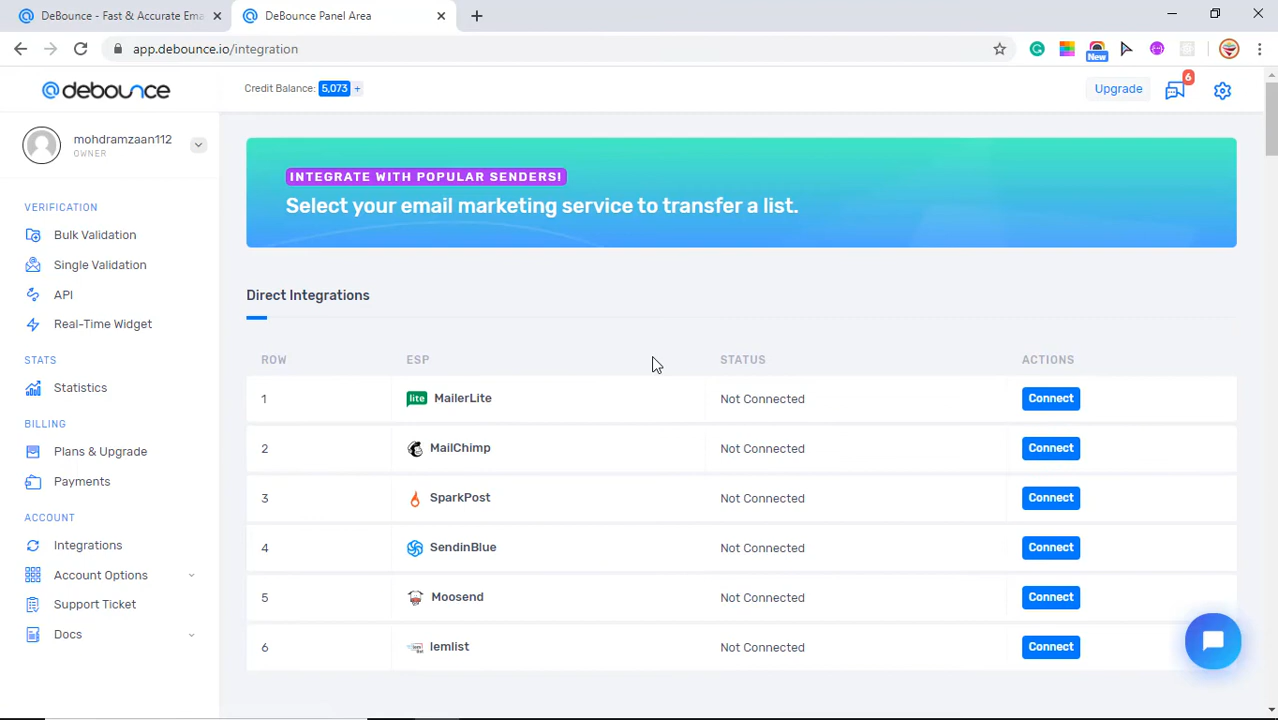 DeBounce - Fast & Accurate Ema
DeBounce Panel Area
app.debounce.io/integration
New
debounce
Credit Balance: 5,073 +
Upgrade
6
mohdramzaan112
OWNER
VERIFICATION
Bulk Validation
Single Validation
API
Real-Time Widget
STATS
Statistics
BILLING
Plans & Upgrade
Payments
ACCOUNT
Integrations
Account Options
Support Ticket
Docs
INTEGRATE WITH POPULAR SENDERS!
Select your email marketing service to transfer a list.
Direct Integrations
ROW ESP STATUS ACTIONS
1 lite MailerLite Not Connected Connect
2 MailChimp Not Connected Connect
3 SparkPost Not Connected Connect
4 SendinBlue Not Connected Connect
5 Moosend Not Connected Connect
6 lemlist Not Connected Connect